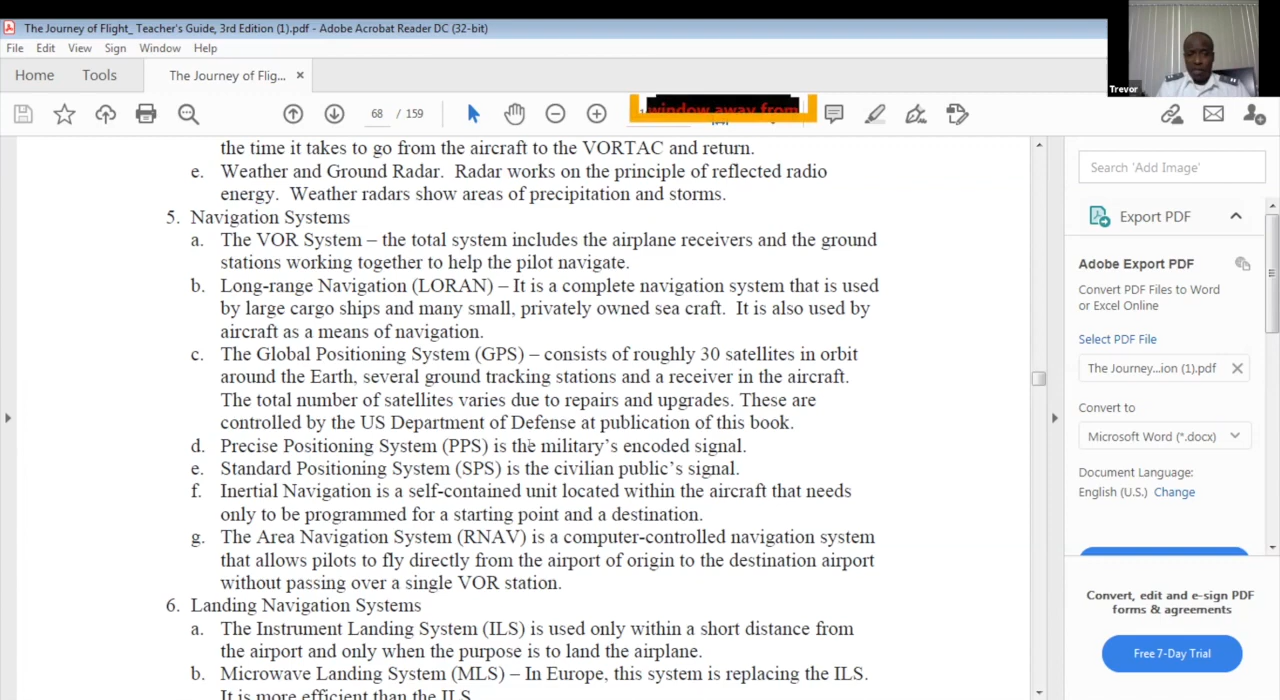 The Journey of Flight_ Teacher's Guide, 3rd Edition (1).pdf - Adobe Acrobat Reader DC (32-bit)
File Edit View Sign Window Help
Home Tools The Journey of Flig... ×
Trevor
68 / 159
window away from
the time it takes to go from the aircraft to the VORTAC and return.
e. Weather and Ground Radar. Radar works on the principle of reflected radio
energy. Weather radars show areas of precipitation and storms.
5. Navigation Systems
a. The VOR System – the total system includes the airplane receivers and the ground
stations working together to help the pilot navigate.
b. Long-range Navigation (LORAN) – It is a complete navigation system that is used
by large cargo ships and many small, privately owned sea craft. It is also used by
aircraft as a means of navigation.
c. The Global Positioning System (GPS) – consists of roughly 30 satellites in orbit
around the Earth, several ground tracking stations and a receiver in the aircraft.
The total number of satellites varies due to repairs and upgrades. These are
controlled by the US Department of Defense at publication of this book.
d. Precise Positioning System (PPS) is the military's encoded signal.
e. Standard Positioning System (SPS) is the civilian public's signal.
f. Inertial Navigation is a self-contained unit located within the aircraft that needs
only to be programmed for a starting point and a destination.
g. The Area Navigation System (RNAV) is a computer-controlled navigation system
that allows pilots to fly directly from the airport of origin to the destination airport
without passing over a single VOR station.
6. Landing Navigation Systems
a. The Instrument Landing System (ILS) is used only within a short distance from
the airport and only when the purpose is to land the airplane.
b. Microwave Landing System (MLS) – In Europe, this system is replacing the ILS.
It is more efficient than the ILS.
Search 'Add Image'
Export PDF
Adobe Export PDF
Convert PDF Files to Word
or Excel Online
Select PDF File
The Journey...ion (1).pdf ×
Convert to
Microsoft Word (*.docx)
Document Language:
English (U.S.) Change
Convert, edit and e-sign PDF
forms & agreements
Free 7-Day Trial